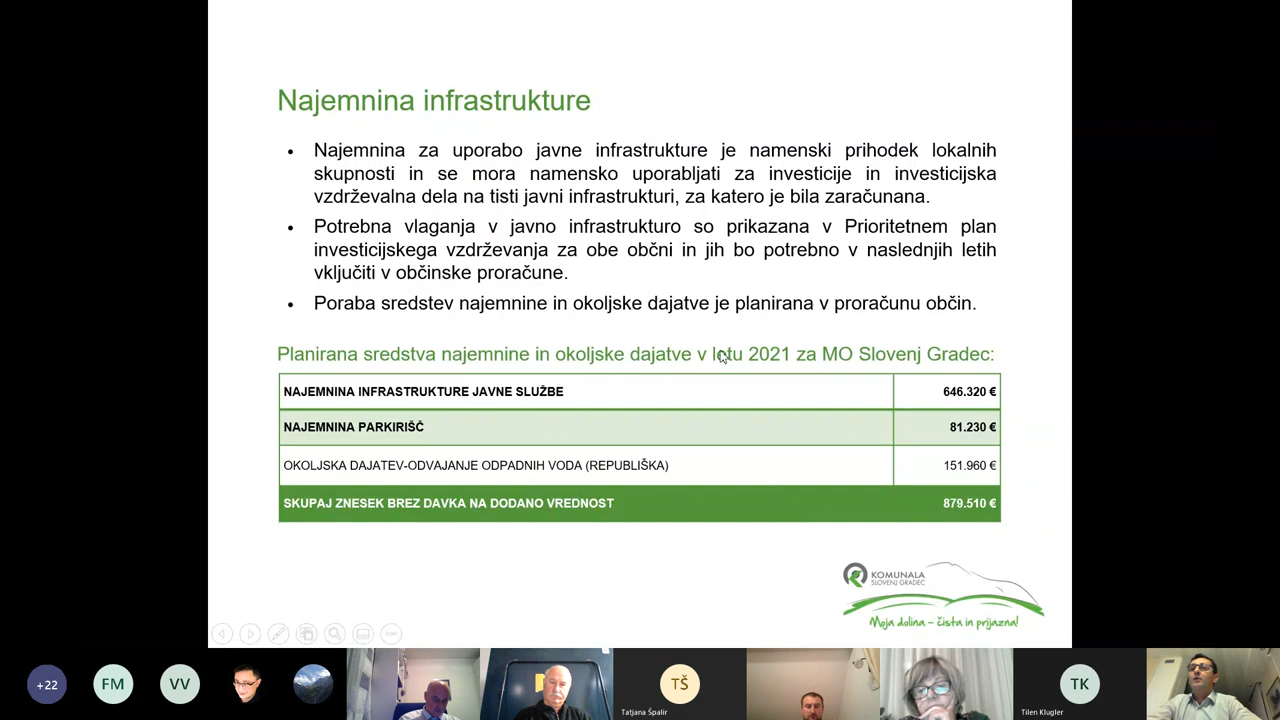 Najemnina infrastrukture
• Najemnina za uporabo javne infrastrukture je namenski prihodek lokalnih
skupnosti in se mora namensko uporabljati za investicije in investicijska
vzdrževalna dela na tisti javni infrastrukturi, za katero je bila zaračunana.
• Potrebna vlaganja v javno infrastrukturo so prikazana v Prioritetnem plan
investicijskega vzdrževanja za obe občni in jih bo potrebno v naslednjih letih
vključiti v občinske proračune.
• Poraba sredstev najemnine in okoljske dajatve je planirana v proračunu občin.
Planirana sredstva najemnine in okoljske dajatve v letu 2021 za MO Slovenj Gradec:
NAJEMNINA INFRASTRUKTURE JAVNE SLUŽBE 646.320 €
NAJEMNINA PARKIRIŠČ 81.230 €
OKOLJSKA DAJATEV-ODVAJANJE ODPADNIH VODA (REPUBLIŠKA) 151.960 €
SKUPAJ ZNESEK BREZ DAVKA NA DODANO VREDNOST 879.510 €
KOMUNALA
SLOVENJ GRADEC
Moja dolina – čista in prijazna!
+22 FM VV TŠ TK
Tatjana Špalir Tilen Klugler